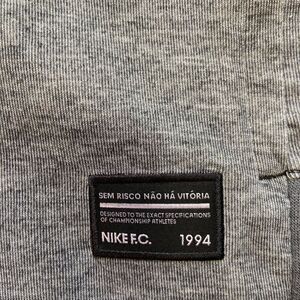 SEM RISCO NÃO HÁ VITÓRIA
DESIGNED TO THE EXACT SPECIFICATIONS
OF CHAMPIONSHIP ATHLETES
NIKE F.C. 1994